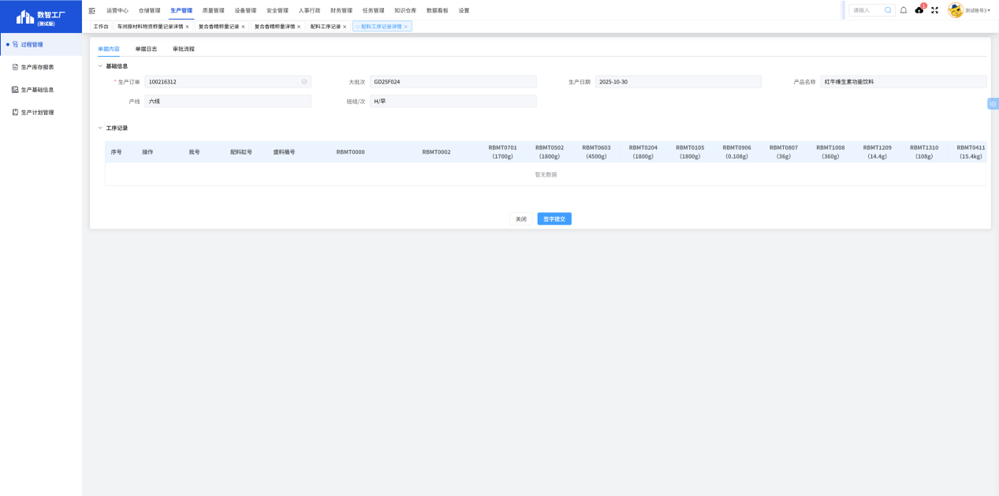 数智工厂
(测试版)
运营中心 仓储管理 生产管理 质量管理 设备管理 安全管理 人事行政 财务管理 任务管理 知识仓库 数据看板 设置
请输入
1
测试账号3
工作台 车间原材料物资称量记录详情 × 复合香精称量记录 × 复合香精称量详情 × 配料工序记录 × 配料工序记录详情 ×
过程管理
生产库存报表
生产基础信息
生产计划管理
单据内容 单据日志 审批流程
基础信息
* 生产订单 100216312 大批次 GD25F024 生产日期 2025-10-30 产品名称 红牛维生素功能饮料
产线 六线 班组/次 H/早
工序记录
序号 操作 批号 配料缸号 盛料桶号 RBMT0000 RBMT0002 RBMT0701 (1700g) RBMT0502 (1800g) RBMT0603 (4500g) RBMT0204 (1800g) RBMT0105 (1800g) RBMT0906 (0.108g) RBMT0807 (36g) RBMT1008 (360g) RBMT1209 (14.4g) RBMT1310 (108g) RBMT0411 (15.4kg)
暂无数据
关闭 签字提交